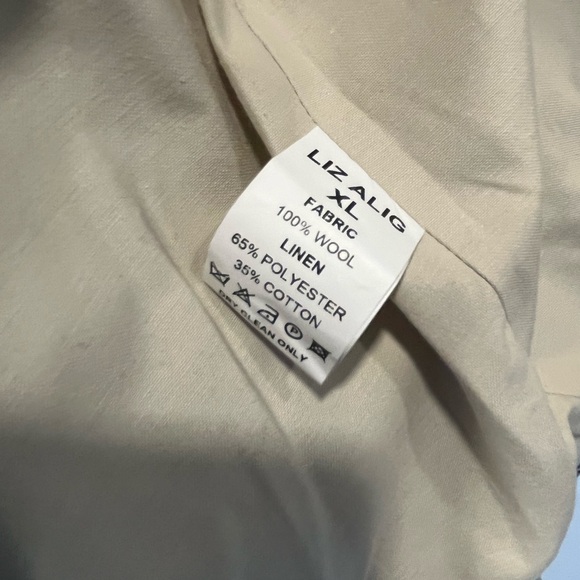 LIZ ALIG
XL
FABRIC
100% WOOL
LINEN
65% POLYESTER
35% COTTON
P
DRY CLEAN ONLY